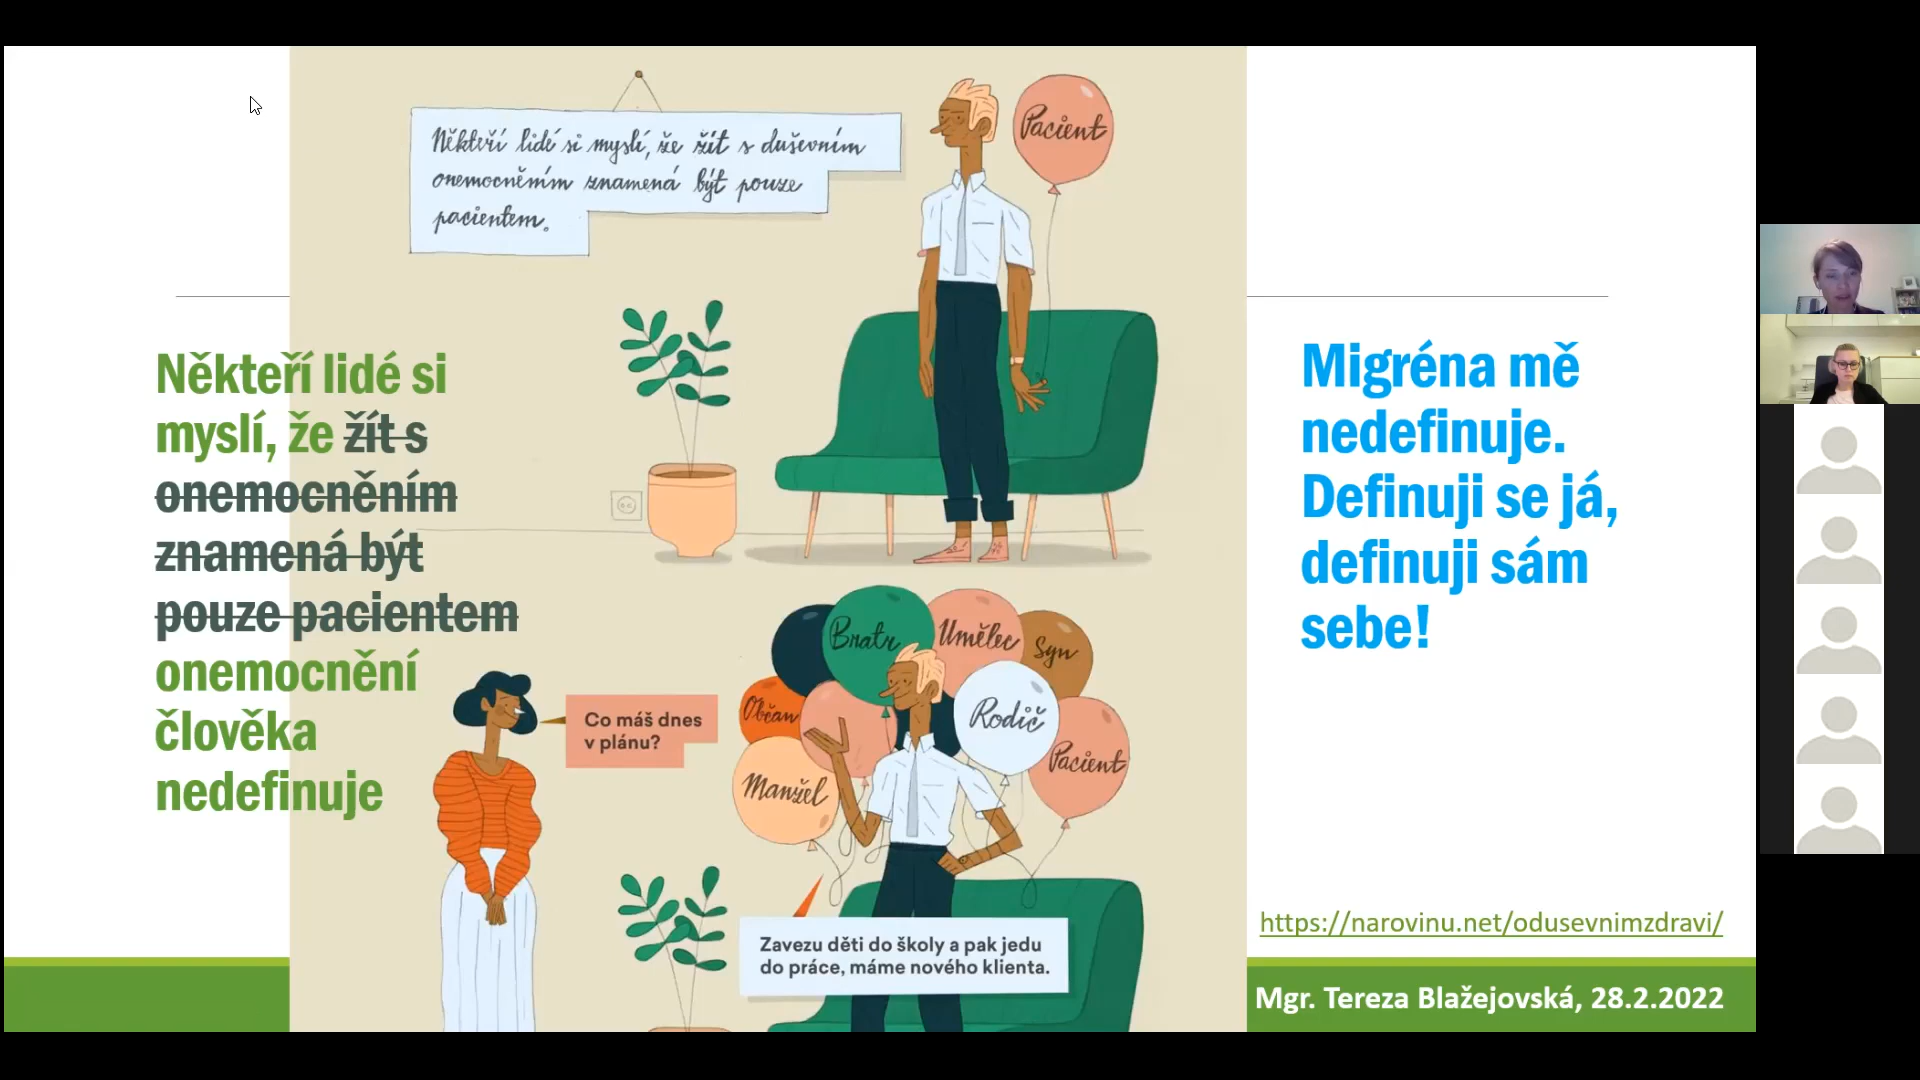 Někteří lidé si myslí, že žít s duševním
onemocněním znamená být pouze
pacientem.
Pacient
Někteří lidé si
myslí, že žít s
onemocněním
znamená být
pouze pacientem
onemocnění
člověka
nedefinuje
Migréna mě
nedefinuje.
Definuji se já,
definuji sám
sebe!
Bratr
Umělec
Syn
Občan
Rodič
Pacient
Manžel
Co máš dnes
v plánu?
Zavezu děti do školy a pak jedu
do práce, máme nového klienta.
https://narovinu.net/odusevnimzdravi/
Mgr. Tereza Blažejovská, 28.2.2022